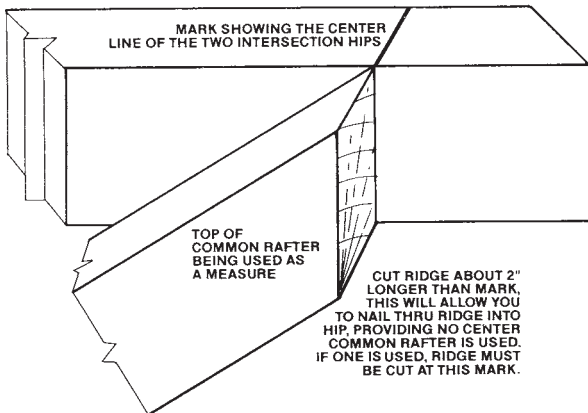 MARK SHOWING THE CENTER
LINE OF THE TWO INTERSECTION HIPS
TOP OF
COMMON RAFTER
BEING USED AS
A MEASURE
CUT RIDGE ABOUT 2"
LONGER THAN MARK,
THIS WILL ALLOW YOU
TO NAIL THRU RIDGE INTO
HIP, PROVIDING NO CENTER
COMMON RAFTER IS USED.
IF ONE IS USED, RIDGE MUST
BE CUT AT THIS MARK.